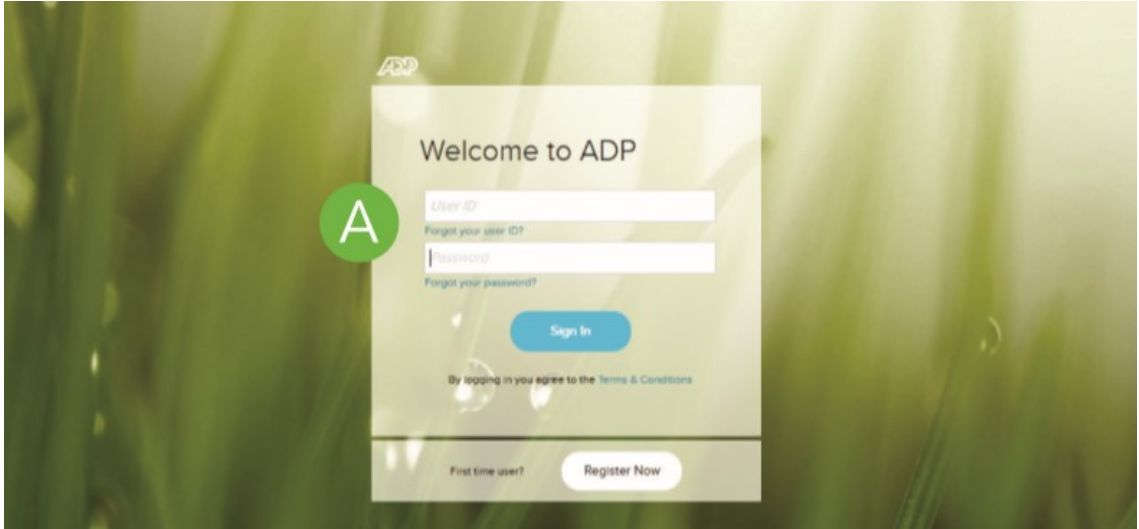 ADP
Welcome to ADP
A
User ID
Forgot your user ID?
Password
Forgot your password?
Sign In
By logging in you agree to the Terms & Conditions
First time user?
Register Now